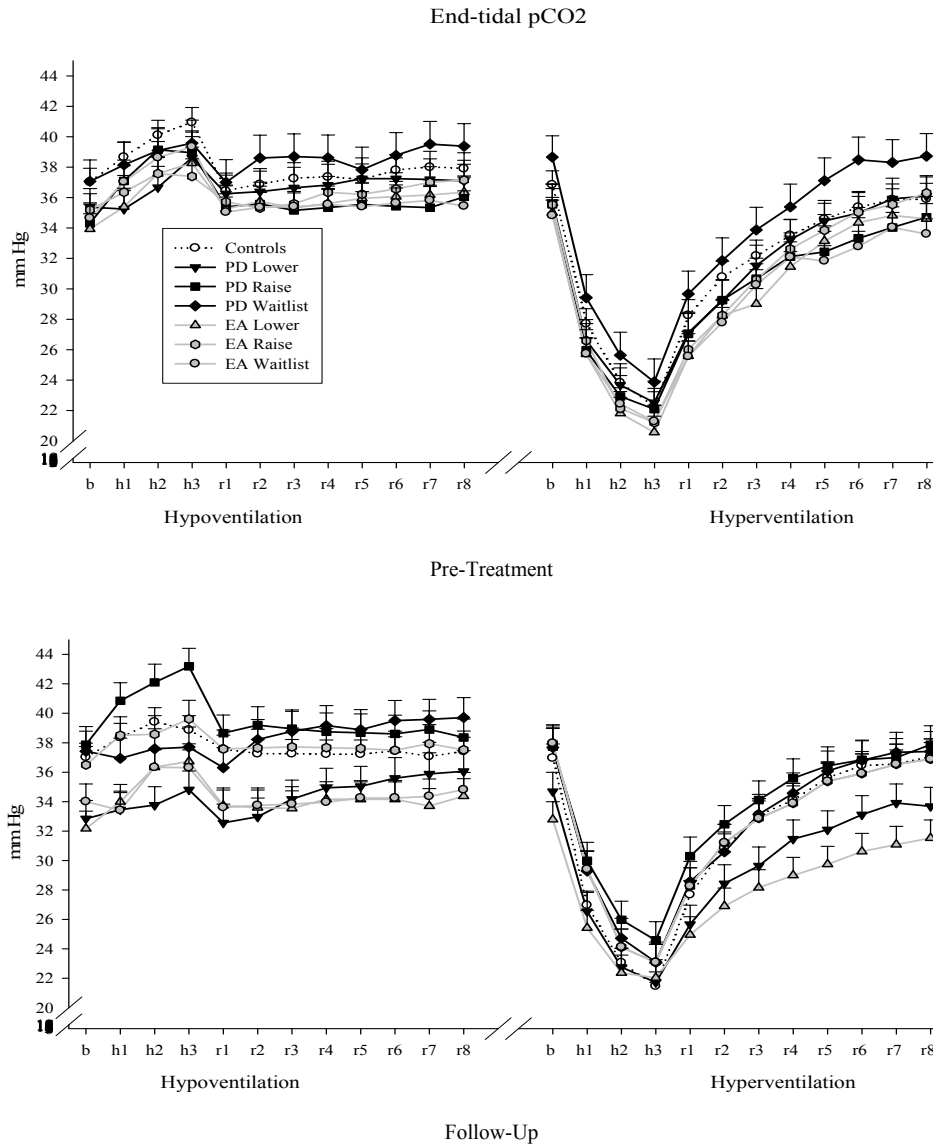 End-tidal pCO2
44
42
40
38
36
34
32
30
28
26
24
22
20
mm Hg
Controls
PD Lower
PD Raise
PD Waitlist
EA Lower
EA Raise
EA Waitlist
b h1 h2 h3 r1 r2 r3 r4 r5 r6 r7 r8 b h1 h2 h3 r1 r2 r3 r4 r5 r6 r7 r8
Hypoventilation Hyperventilation
Pre-Treatment
44
42
40
38
36
34
32
30
28
26
24
22
20
mmHg
b h1 h2 h3 r1 r2 r3 r4 r5 r6 r7 r8 b h1 h2 h3 r1 r2 r3 r4 r5 r6 r7 r8
Hypoventilation Hyperventilation
Follow-Up